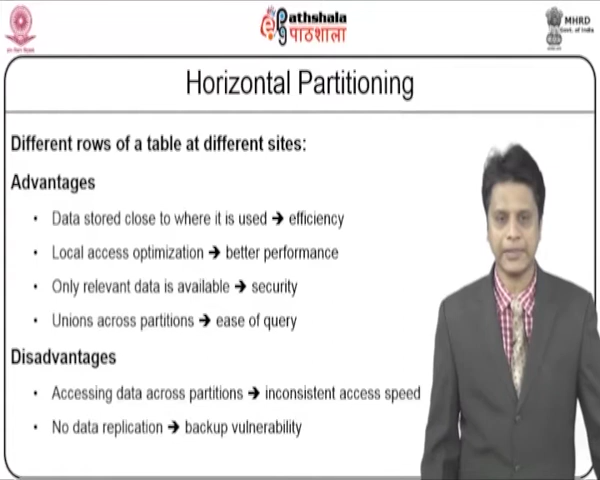 Pathshala
पाठशाला
MHRD
Govt. of India
Horizontal Partitioning
Different rows of a table at different sites:
Advantages
• Data stored close to where it is used ➔ efficiency
• Local access optimization ➔ better performance
• Only relevant data is available ➔ security
• Unions across partitions ➔ ease of query
Disadvantages
• Accessing data across partitions ➔ inconsistent access speed
• No data replication ➔ backup vulnerability